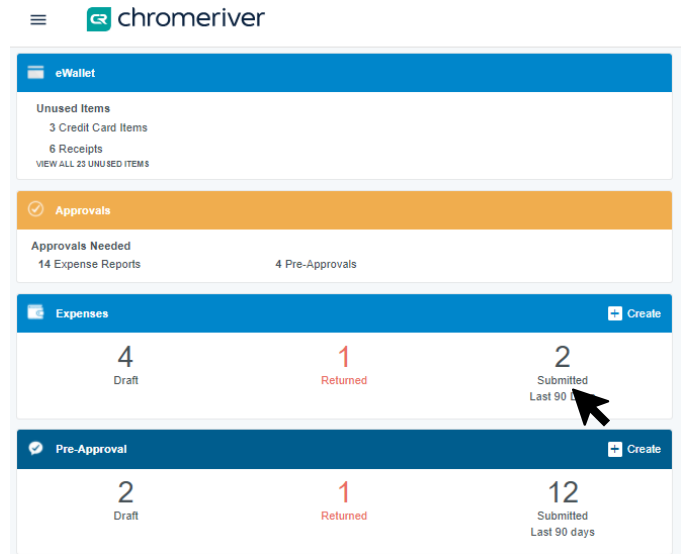 CR chromeriver
eWallet
Unused Items
3 Credit Card Items
6 Receipts
VIEW ALL 23 UNUSED ITEMS
Approvals
Approvals Needed
14 Expense Reports 4 Pre-Approvals
Expenses + Create
4 1 2
Draft Returned Submitted
Last 90
Pre-Approval + Create
2 1 12
Draft Returned Submitted
Last 90 days